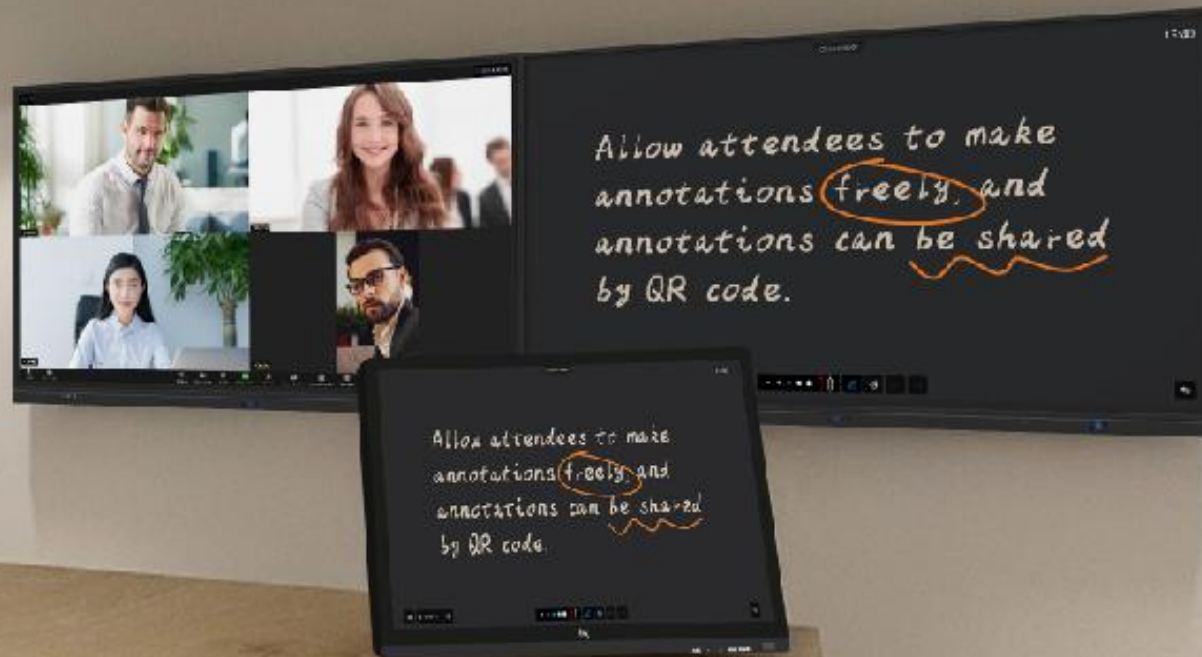 Allow attendees to make
annotations freely, and
annotations can be shared
by QR code.
Allow attendees to make
annotations freely, and
annotations can be shared
by QR code.